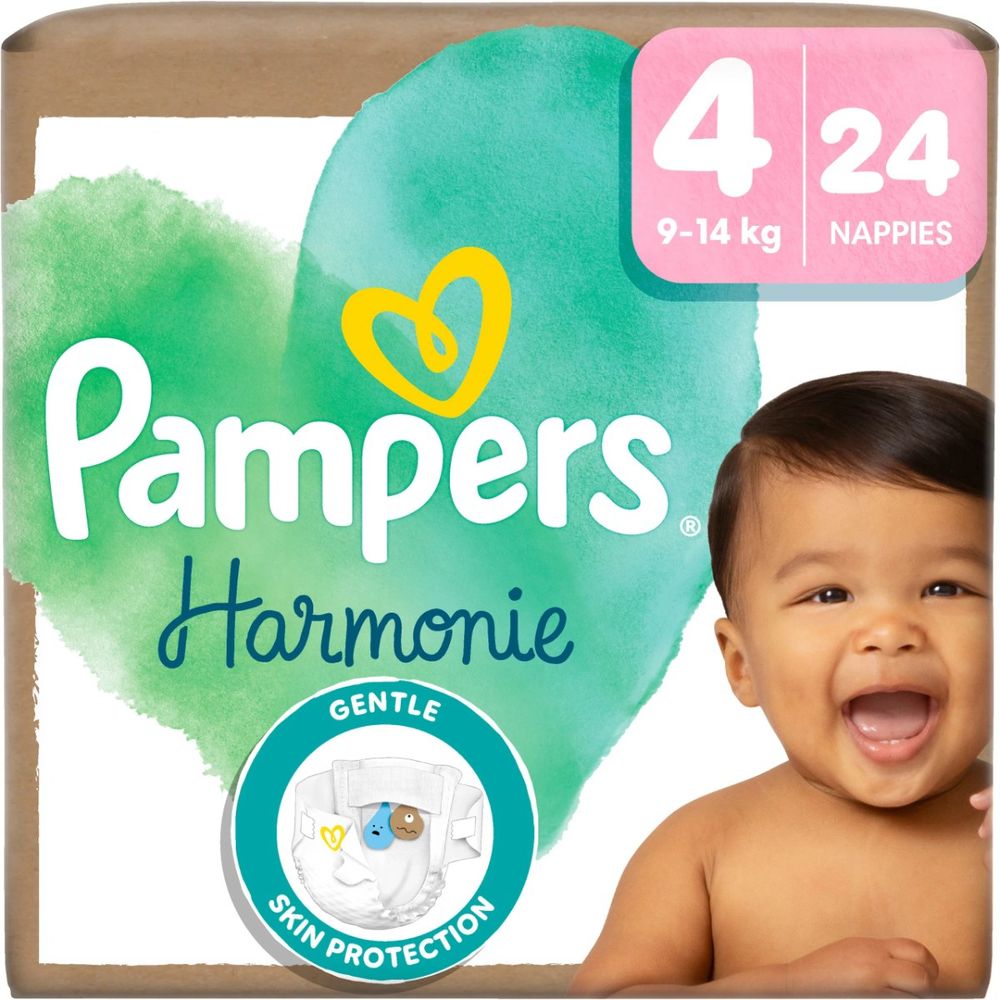 4
9-14 kg
24
NAPPIES
Pampers®
Harmonie
GENTLE
SKIN PROTECTION